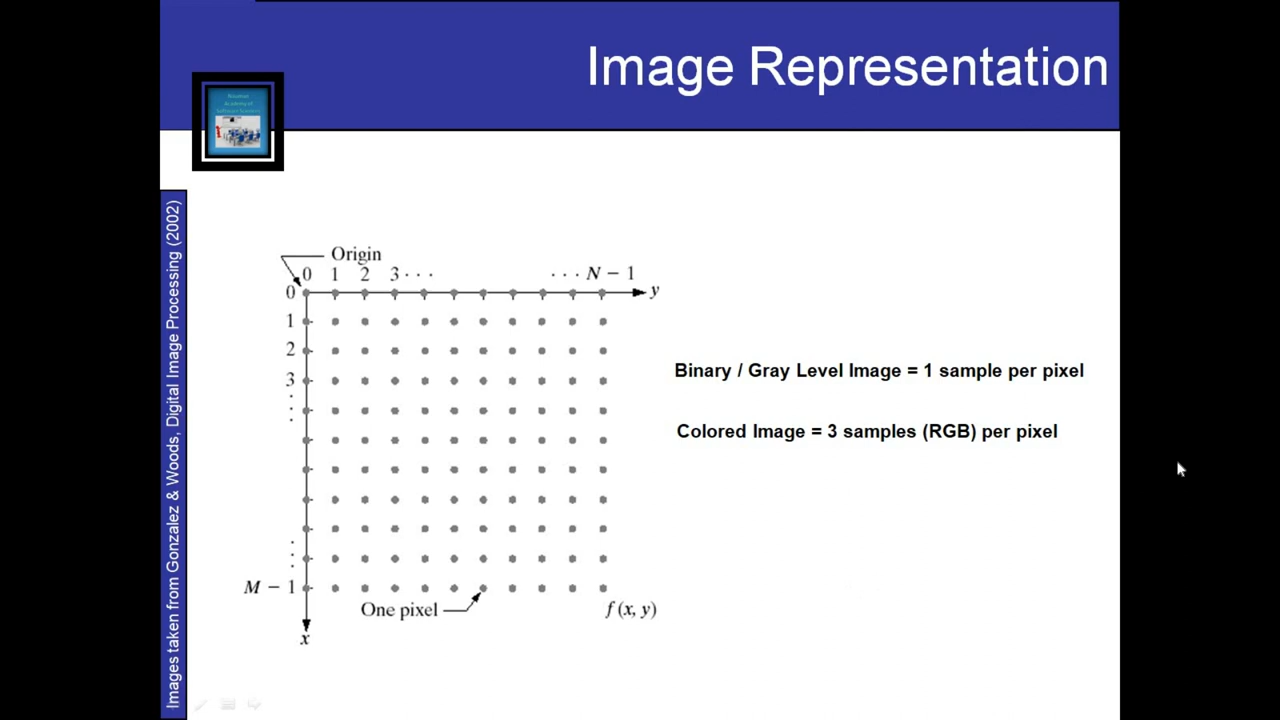 Image Representation
Academy of
Images taken from Gonzalez & Woods, Digital Image Processing (2002)
Origin
0 1 2 3 · · · · · · N − 1
0 y
1
2
3
M − 1
One pixel
f (x, y)
x
Binary / Gray Level Image = 1 sample per pixel
Colored Image = 3 samples (RGB) per pixel